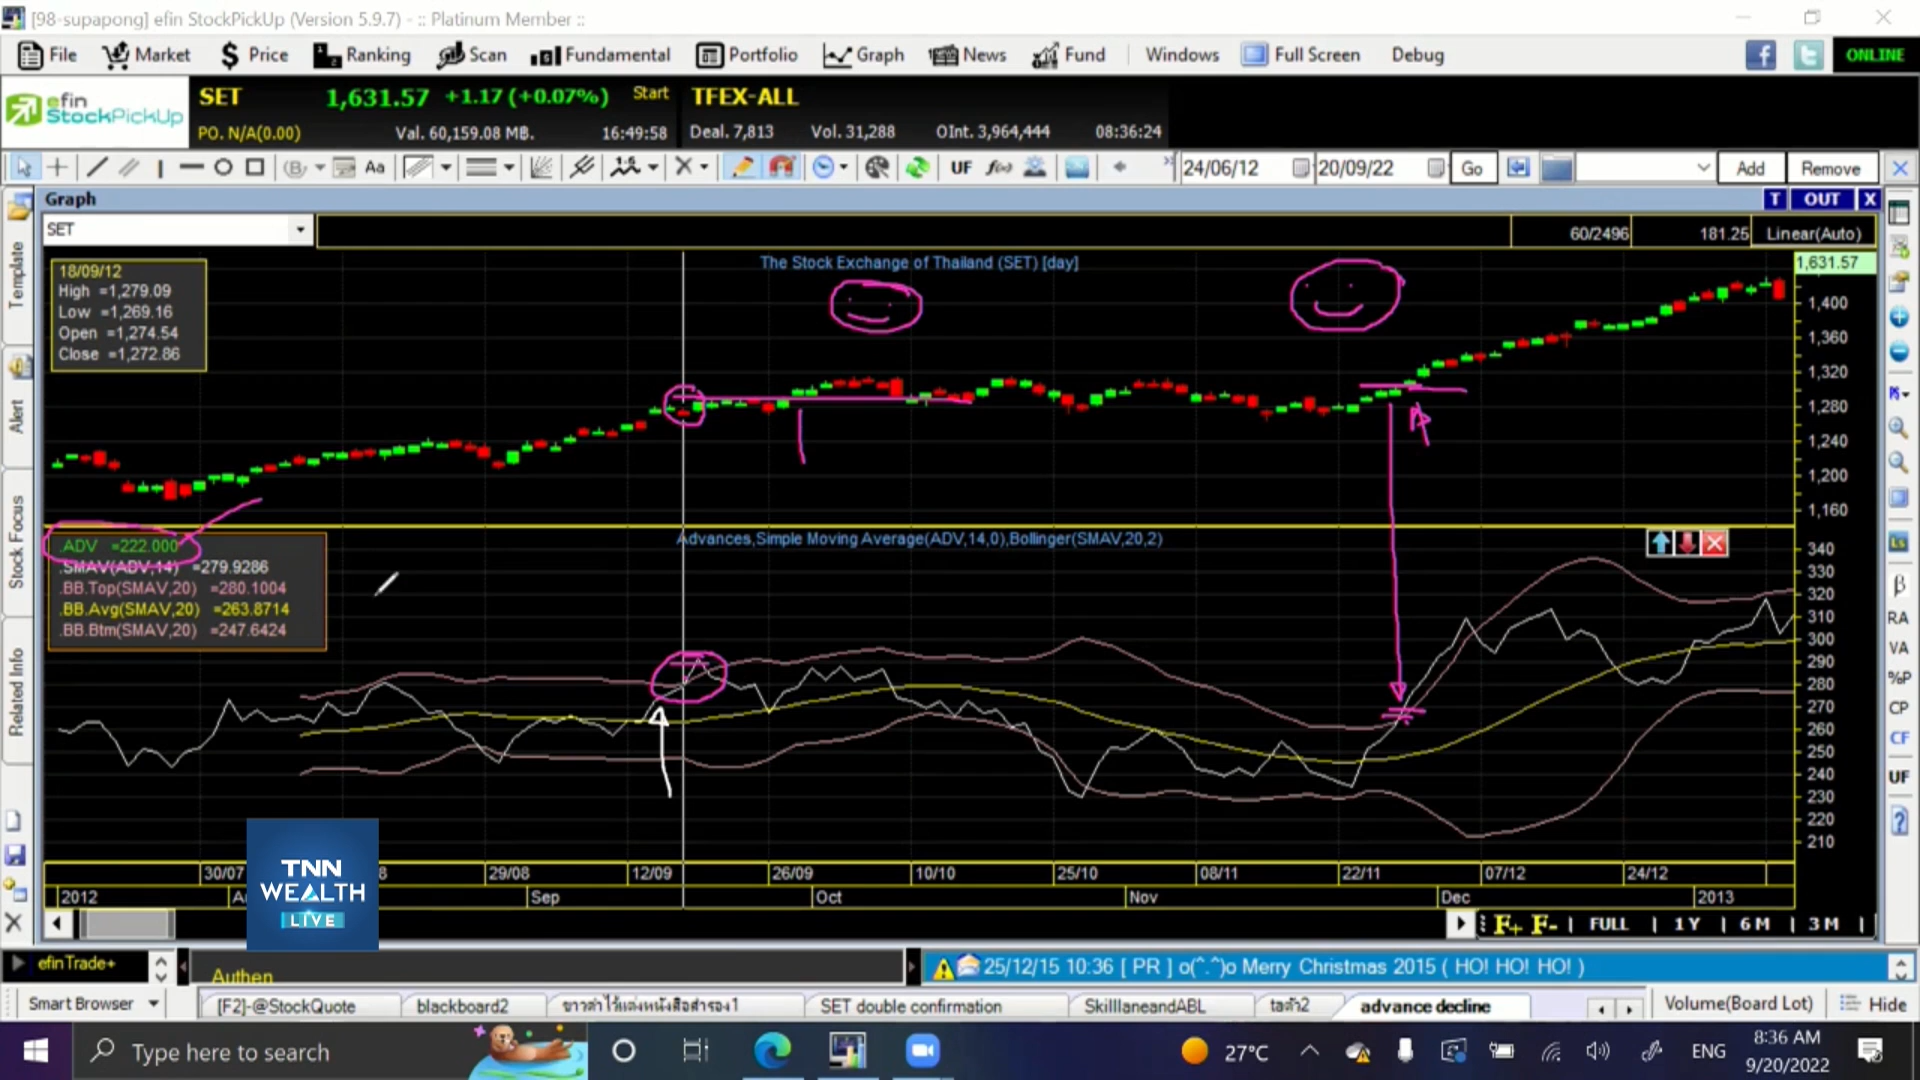 [98-supapong] efin StockPickUp (Version 5.9.7) - :: Platinum Member ::
File Market Price Ranking Scan Fundamental Portfolio Graph News Fund Windows Full Screen Debug ONLINE
efin StockPickUp
SET 1,631.57 +1.17 (+0.07%) Start TFEX-ALL
PO. N/A(0.00) Val. 60,159.08 MB. 16:49:58 Deal. 7,813 Vol. 31,288 OInt. 3,964,444 08:36:24
Aa UF f(x) 24/06/12 20/09/22 Go Add Remove
Graph T OUT X
SET 60/2496 181.25 Linear(Auto)
The Stock Exchange of Thailand (SET) [day]
1,631.57
18/09/12
High =1,279.09
Low =1,269.16
Open =1,274.54
Close =1,272.86
1,400
1,360
1,320
1,280
1,240
1,200
1,160
Template
Alert
Stock Focus
Related Info
Advances,Simple Moving Average(ADV,14,0),Bollinger(SMAV,20,2)
.ADV =222.000
.SMAV(ADV,14) =279.9286
.BB.Top(SMAV,20) =280.1004
.BB.Avg(SMAV,20) =263.8714
.BB.Btm(SMAV,20) =247.6424
340
330
320
310
300
290
280
270
260
250
240
230
220
210
Ls
β
RA
VA
%P
CP
CF
UF
TNN
WEALTH
LIVE
30/07 29/08 12/09 26/09 10/10 25/10 08/11 22/11 07/12 24/12
2012 Sep Oct Nov Dec 2013
F+ F- | FULL | 1 Y | 6 M | 3 M |
efinTrade+ Authen 25/12/15 10:36 [ PR ] o(^.^)o Merry Christmas 2015 ( HO! HO! HO! )
Smart Browser [F2]-@StockQuote blackboard2 SET double confirmation SkilllaneandABL advance decline Volume(Board Lot) Hide
Type here to search 27°C ENG 8:36 AM
9/20/2022